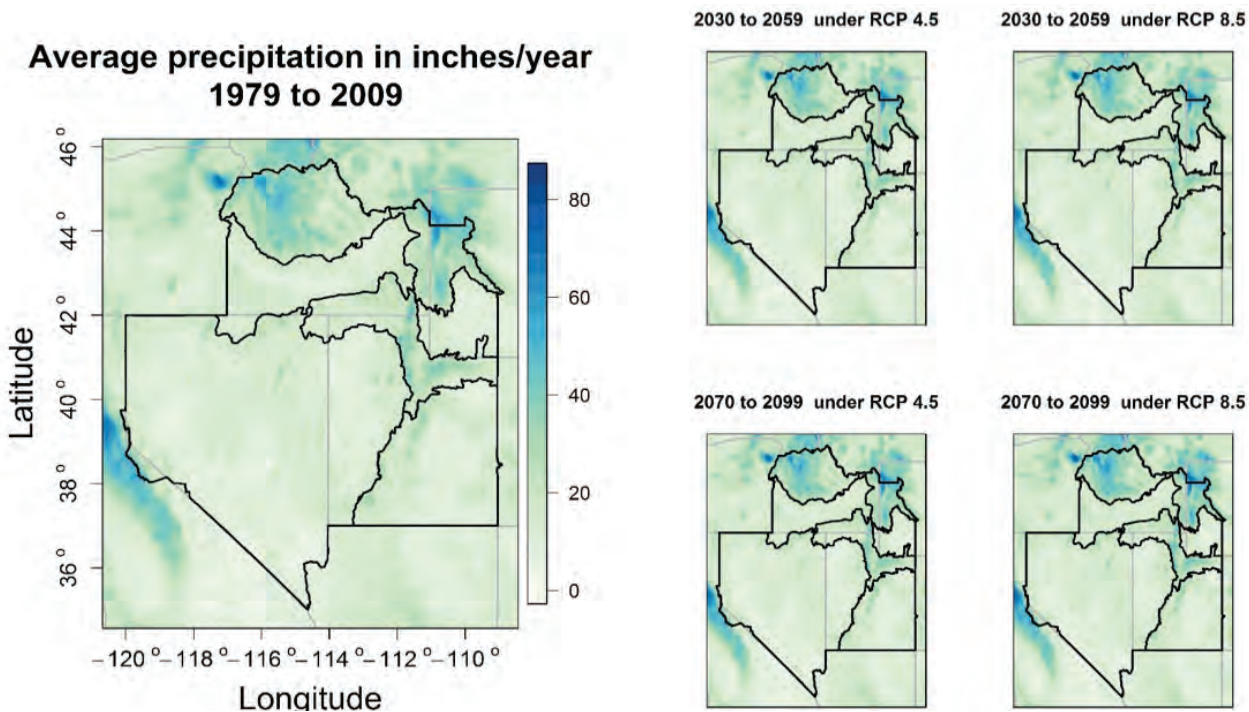 Average precipitation in inches/year
1979 to 2009
46°
44°
42°
40°
38°
36°
Latitude
−120° −118° −116° −114° −112° −110°
Longitude
80
60
40
20
0
2030 to 2059 under RCP 4.5
2030 to 2059 under RCP 8.5
2070 to 2099 under RCP 4.5
2070 to 2099 under RCP 8.5